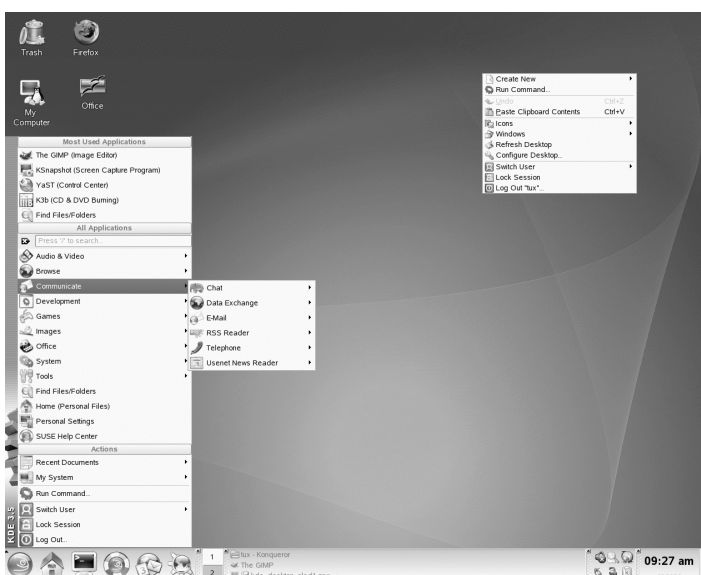 Trash
Firefox
My
Computer
Office
Most Used Applications
The GIMP (Image Editor)
KSnapshot (Screen Capture Program)
YaST (Control Center)
K3b (CD & DVD Burning)
Find Files/Folders
All Applications
Press '/' to search...
Audio & Video
Browse
Communicate
Development
Games
Images
Office
System
Tools
Find Files/Folders
Home (Personal Files)
Personal Settings
SUSE Help Center
Actions
Recent Documents
My System
Run Command...
Switch User
Lock Session
Log Out...
KDE 3.5
Chat
Data Exchange
E-Mail
RSS Reader
Telephone
Usenet News Reader
Create New
Run Command...
Undo Ctrl+Z
Paste Clipboard Contents Ctrl+V
Icons
Windows
Refresh Desktop
Configure Desktop...
Switch User
Lock Session
Log Out "tux"...
1
2
tux - Konqueror
The GIMP
09:27 am